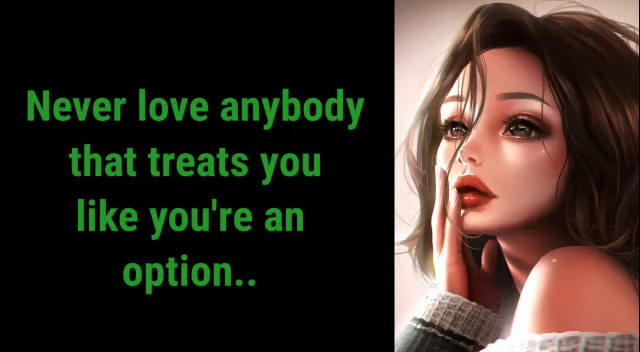 Never love anybody
that treats you
like you're an
option..